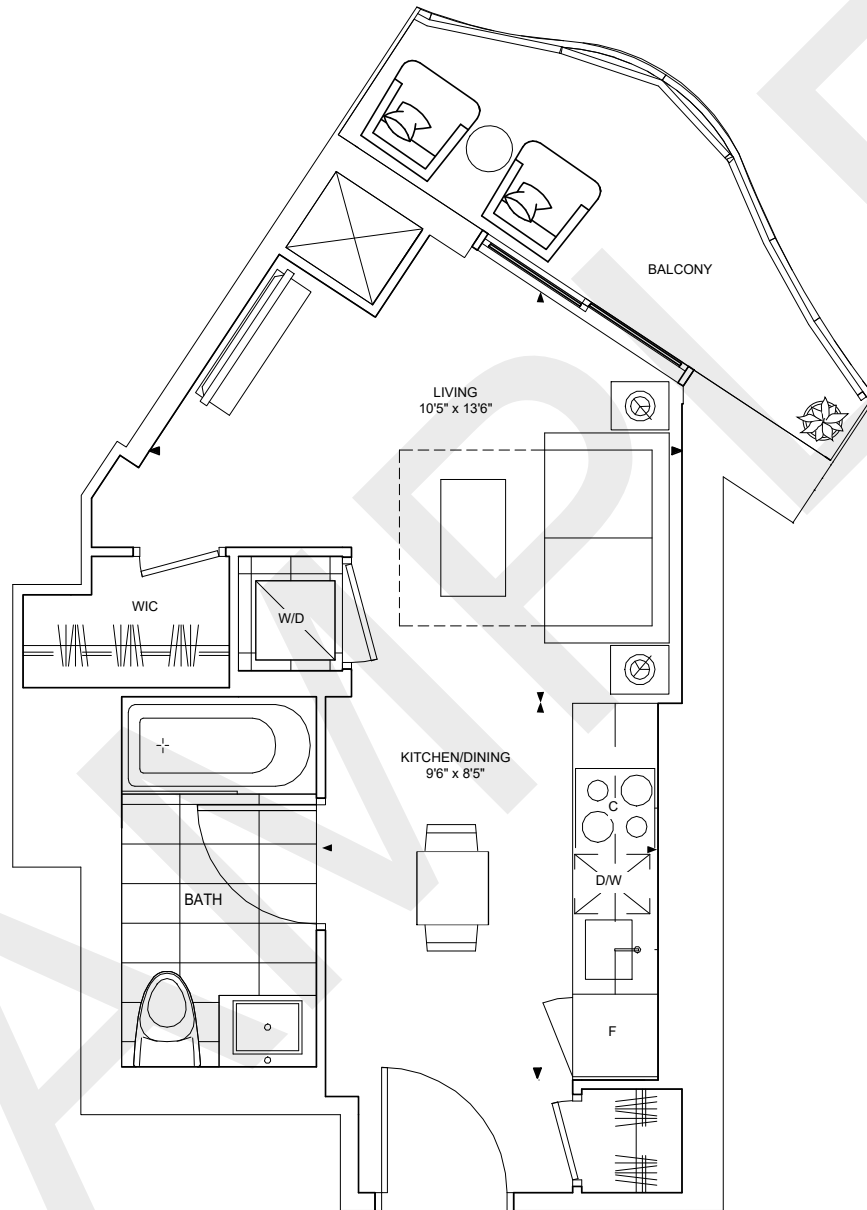 BALCONY
LIVING
10'5" x 13'6"
WIC
W/D
KITCHEN/DINING
9'6" x 8'5"
C
D/W
BATH
F